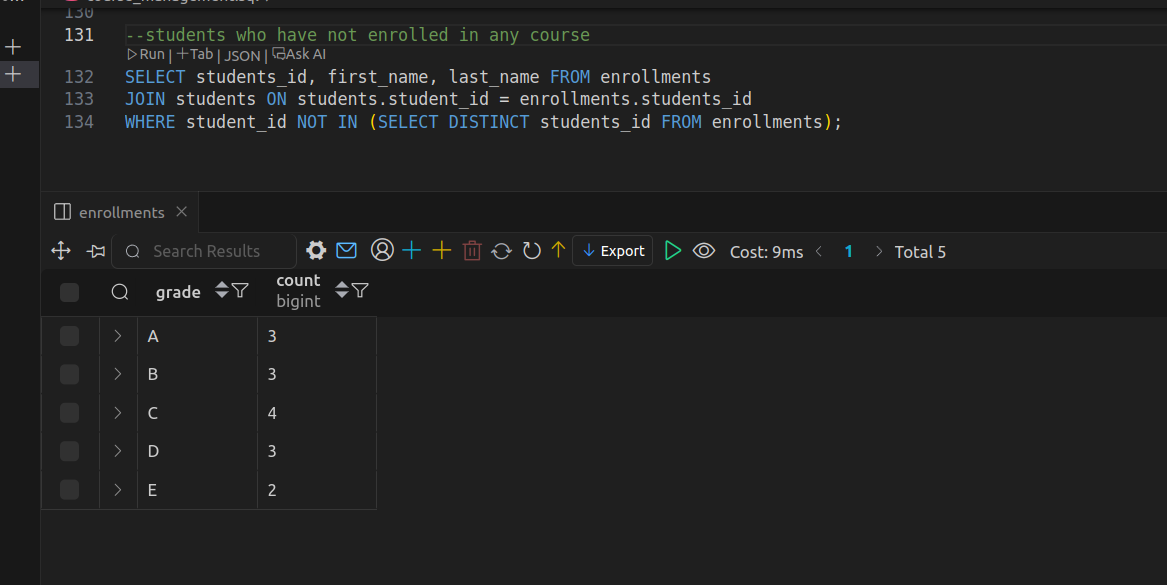 130
131 --students who have not enrolled in any course
Run | +Tab | JSON | Ask AI
132 SELECT students_id, first_name, last_name FROM enrollments
133 JOIN students ON students.student_id = enrollments.students_id
134 WHERE student_id NOT IN (SELECT DISTINCT students_id FROM enrollments);
enrollments
Search Results Export Cost: 9ms 1 Total 5
grade count
bigint
A 3
B 3
C 4
D 3
E 2